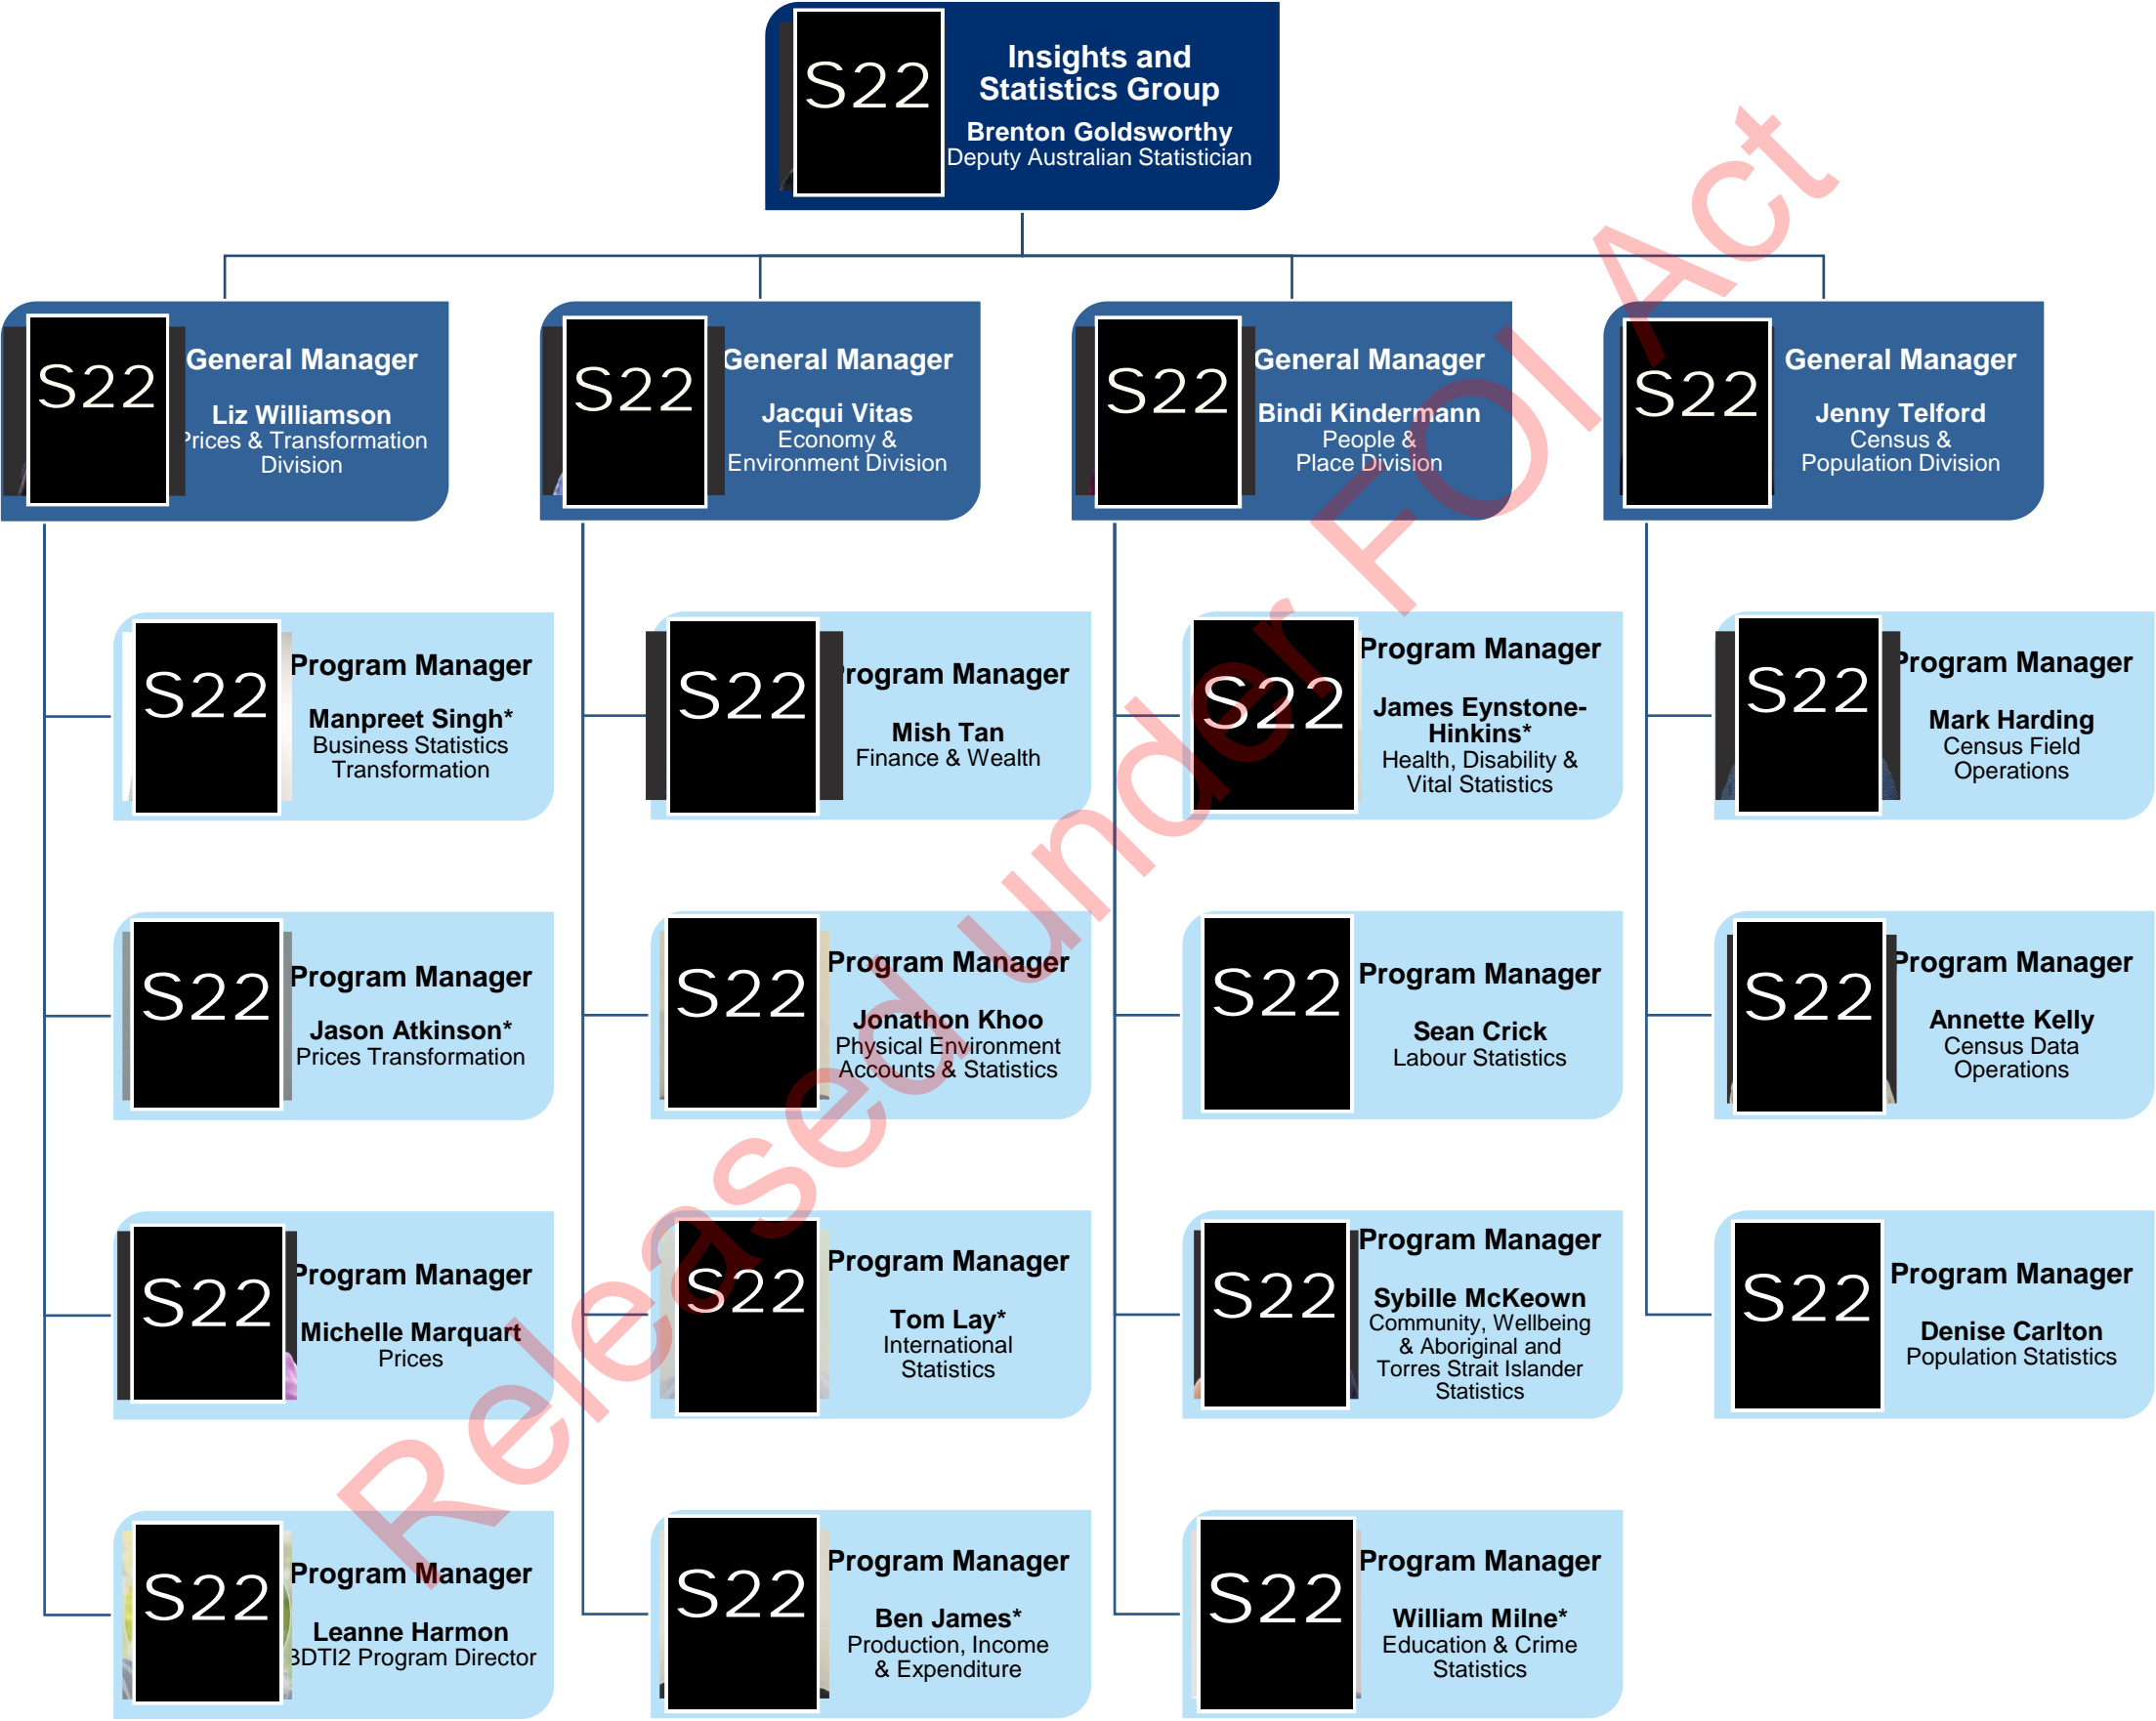 S22
Insights and
Statistics Group
Brenton Goldsworthy
Deputy Australian Statistician
S22
General Manager
Liz Williamson
Prices & Transformation
Division
S22
General Manager
Jacqui Vitas
Economy &
Environment Division
S22
General Manager
Bindi Kindermann
People &
Place Division
S22
General Manager
Jenny Telford
Census &
Population Division
S22
Program Manager
Manpreet Singh*
Business Statistics
Transformation
S22
Program Manager
Mish Tan
Finance & Wealth
S22
Program Manager
James Eynstone-
Hinkins*
Health, Disability &
Vital Statistics
S22
Program Manager
Mark Harding
Census Field
Operations
S22
Program Manager
Jason Atkinson*
Prices Transformation
S22
Program Manager
Jonathon Khoo
Physical Environment
Accounts & Statistics
S22
Program Manager
Sean Crick
Labour Statistics
S22
Program Manager
Annette Kelly
Census Data
Operations
S22
Program Manager
Michelle Marquart
Prices
S22
Program Manager
Tom Lay*
International
Statistics
S22
Program Manager
Sybille McKeown
Community, Wellbeing
& Aboriginal and
Torres Strait Islander
Statistics
S22
Program Manager
Denise Carlton
Population Statistics
S22
Program Manager
Leanne Harmon
BDTI2 Program Director
S22
Program Manager
Ben James*
Production, Income
& Expenditure
S22
Program Manager
William Milne*
Education & Crime
Statistics
Released under FOI Act